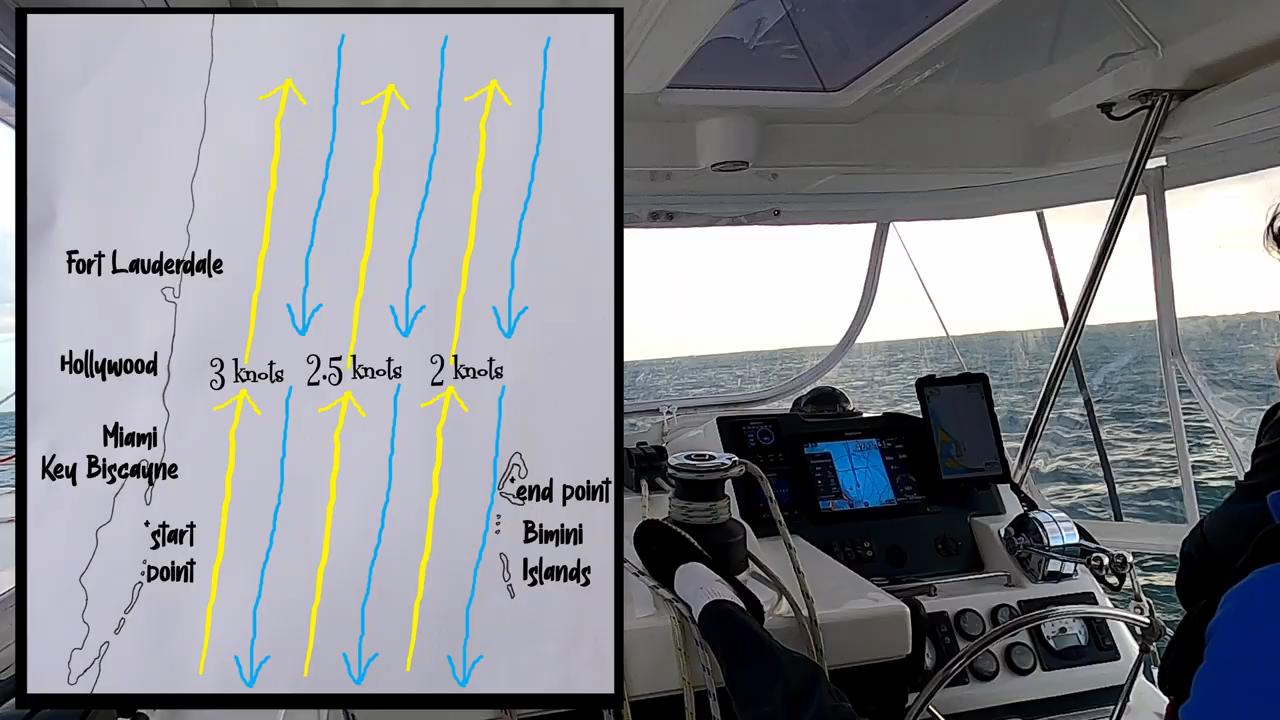 Fort Lauderdale
Hollywood
3 knots
2.5 knots
2 knots
Miami
Key Biscayne
end point
start
point
Bimini
Islands